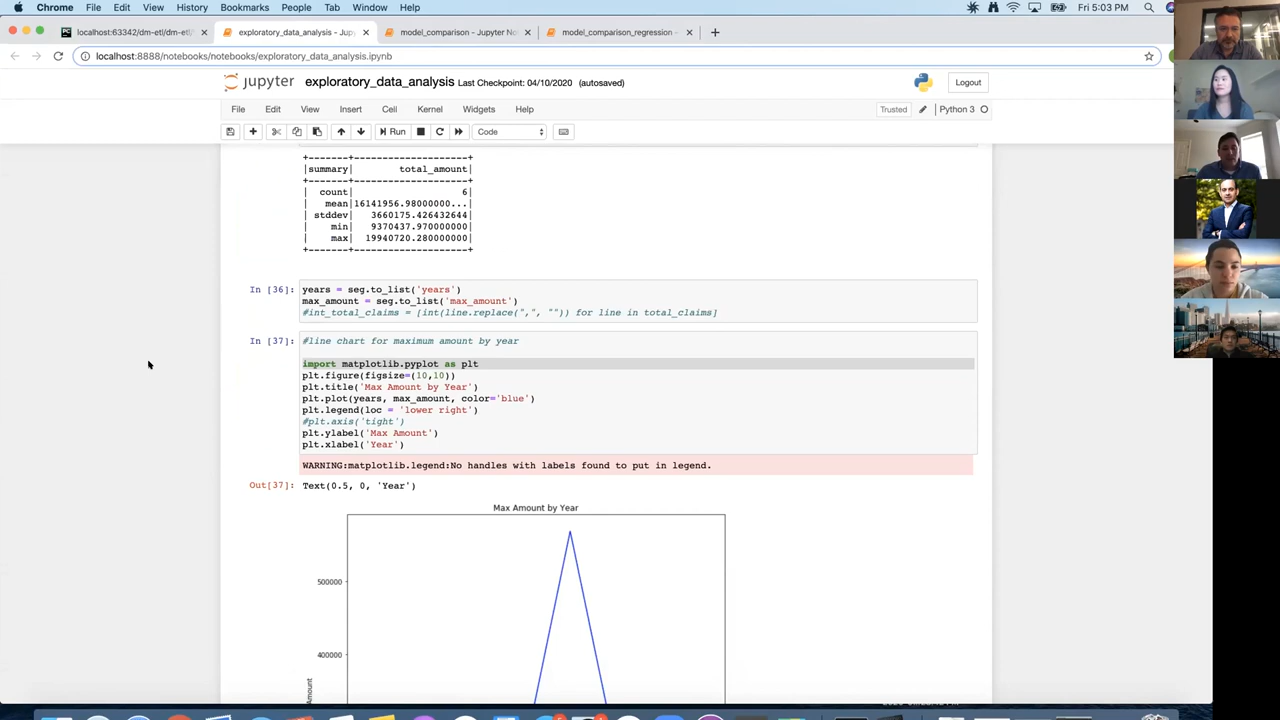 Chrome File Edit View History Bookmarks People Tab Window Help Fri 5:03 PM
localhost:63342/dm-etl/dm-etl/ exploratory_data_analysis - Jup model_comparison - Jupyter No model_comparison_regression -
localhost:8888/notebooks/notebooks/exploratory_data_analysis.ipynb
jupyter exploratory_data_analysis Last Checkpoint: 04/10/2020 (autosaved) Logout
File Edit View Insert Cell Kernel Widgets Help Trusted Python 3
Run Code
+-------+--------------------+
|summary| total_amount|
+-------+--------------------+
| count| 6|
| mean|16141956.98000000...|
| stddev| 3660175.426432644|
| min| 9370437.970000000|
| max| 19940720.280000000|
+-------+--------------------+
In [36]: years = seg.to_list('years')
max_amount = seg.to_list('max_amount')
#int_total_claims = [int(line.replace(",", "")) for line in total_claims]
In [37]: #line chart for maximum amount by year
import matplotlib.pyplot as plt
plt.figure(figsize=(10,10))
plt.title('Max Amount by Year')
plt.plot(years, max_amount, color='blue')
plt.legend(loc = 'lower right')
#plt.axis('tight')
plt.ylabel('Max Amount')
plt.xlabel('Year')
WARNING:matplotlib.legend:No handles with labels found to put in legend.
Out[37]: Text(0.5, 0, 'Year')
Max Amount by Year
500000
400000
Amount